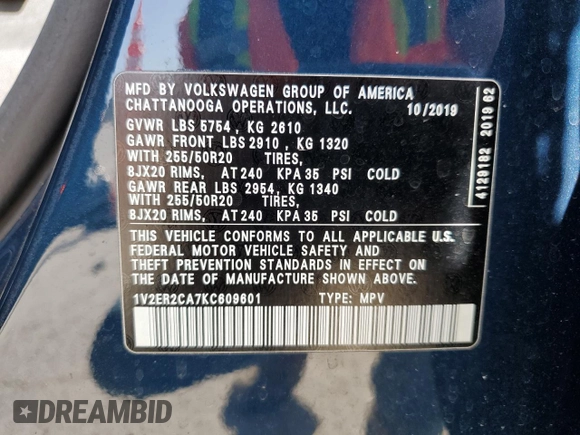 MFD BY VOLKSWAGEN GROUP OF AMERICA
CHATTANOOGA OPERATIONS, LLC. 10/2019
GVWR LBS 5754 , KG 2610
GAWR FRONT LBS 2910 , KG 1320
WITH 255/50R20 TIRES,
8JX20 RIMS, AT 240 KPA 35 PSI COLD
GAWR REAR LBS 2954, KG 1340
WITH 255/50R20 TIRES,
8JX20 RIMS, AT 240 KPA 35 PSI COLD
THIS VEHICLE CONFORMS TO ALL APPLICABLE U.S.
FEDERAL MOTOR VEHICLE SAFETY AND
THEFT PREVENTION STANDARDS IN EFFECT ON
THE DATE OF MANUFACTURE SHOWN ABOVE.
1V2ER2CA7KC609601 TYPE: MPV
4129182 2019 62
DREAMBID